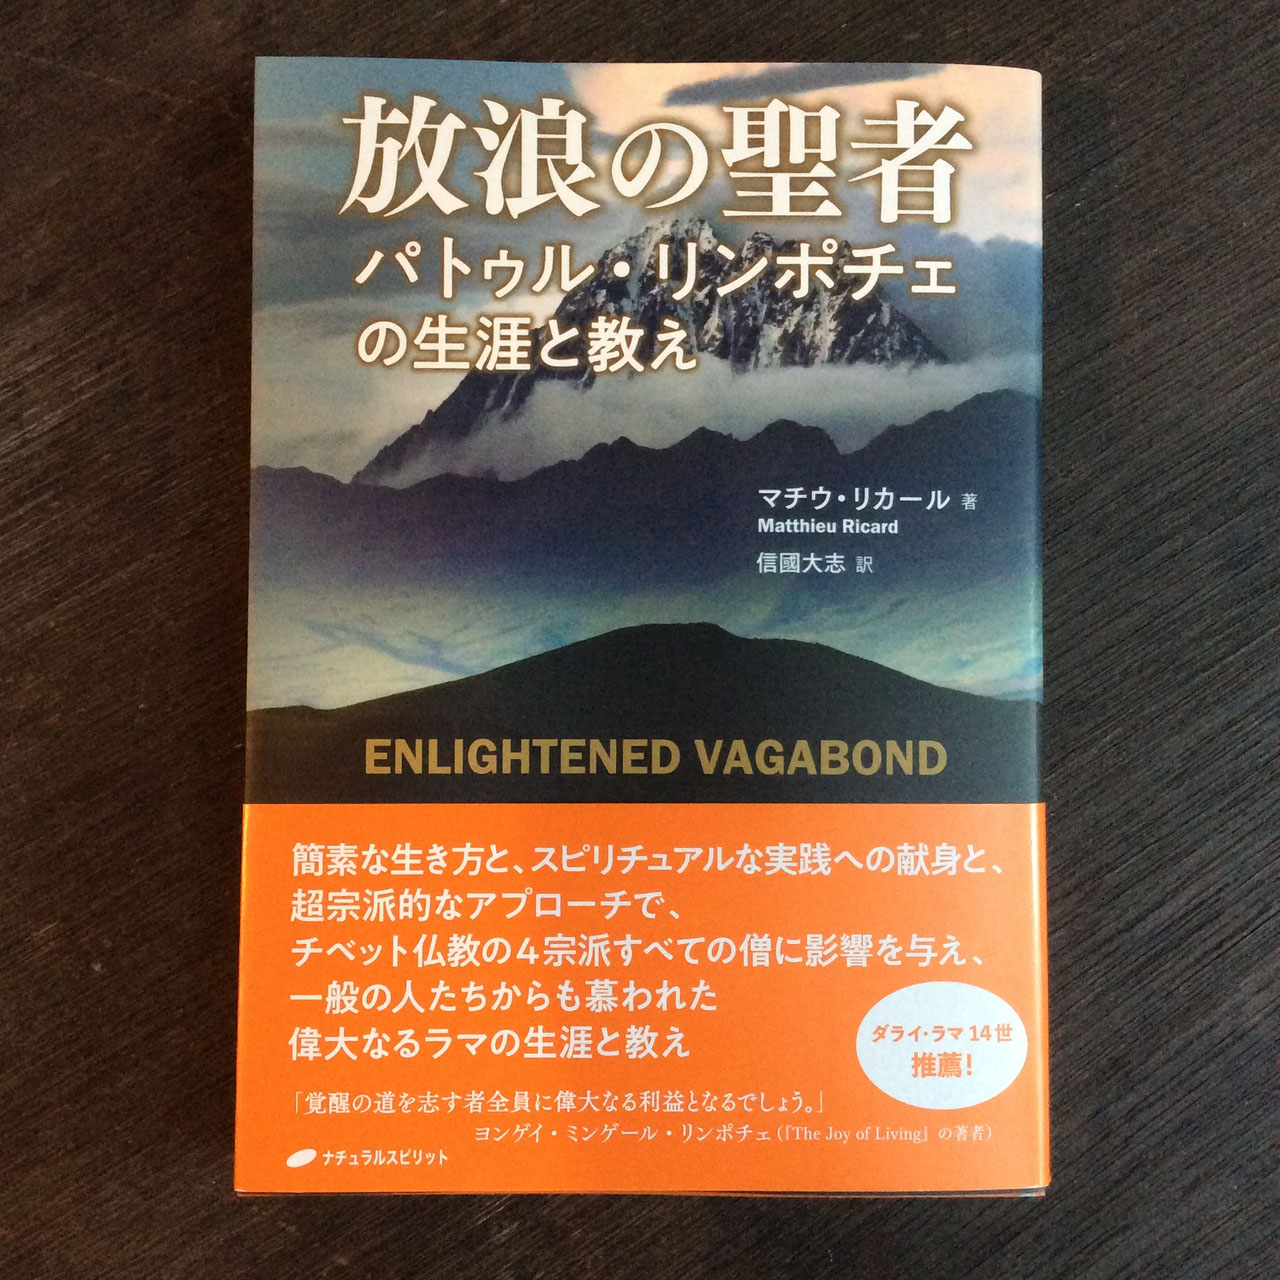 放浪の聖者
パトゥル・リンポチェ
の生涯と教え
マチウ・リカール 著
Matthieu Ricard
信國大志 訳
ENLIGHTENED VAGABOND
簡素な生き方と、スピリチュアルな実践への献身と、
超宗派的なアプローチで、
チベット仏教の4宗派すべての僧に影響を与え、
一般の人たちからも慕われた
偉大なるラマの生涯と教え
ダライ・ラマ 14世
推薦!
「覚醒の道を志す者全員に偉大なる利益となるでしょう。」
ヨンゲイ・ミンゲール・リンポチェ(『The Joy of Living』の著者)
ナチュラルスピリット